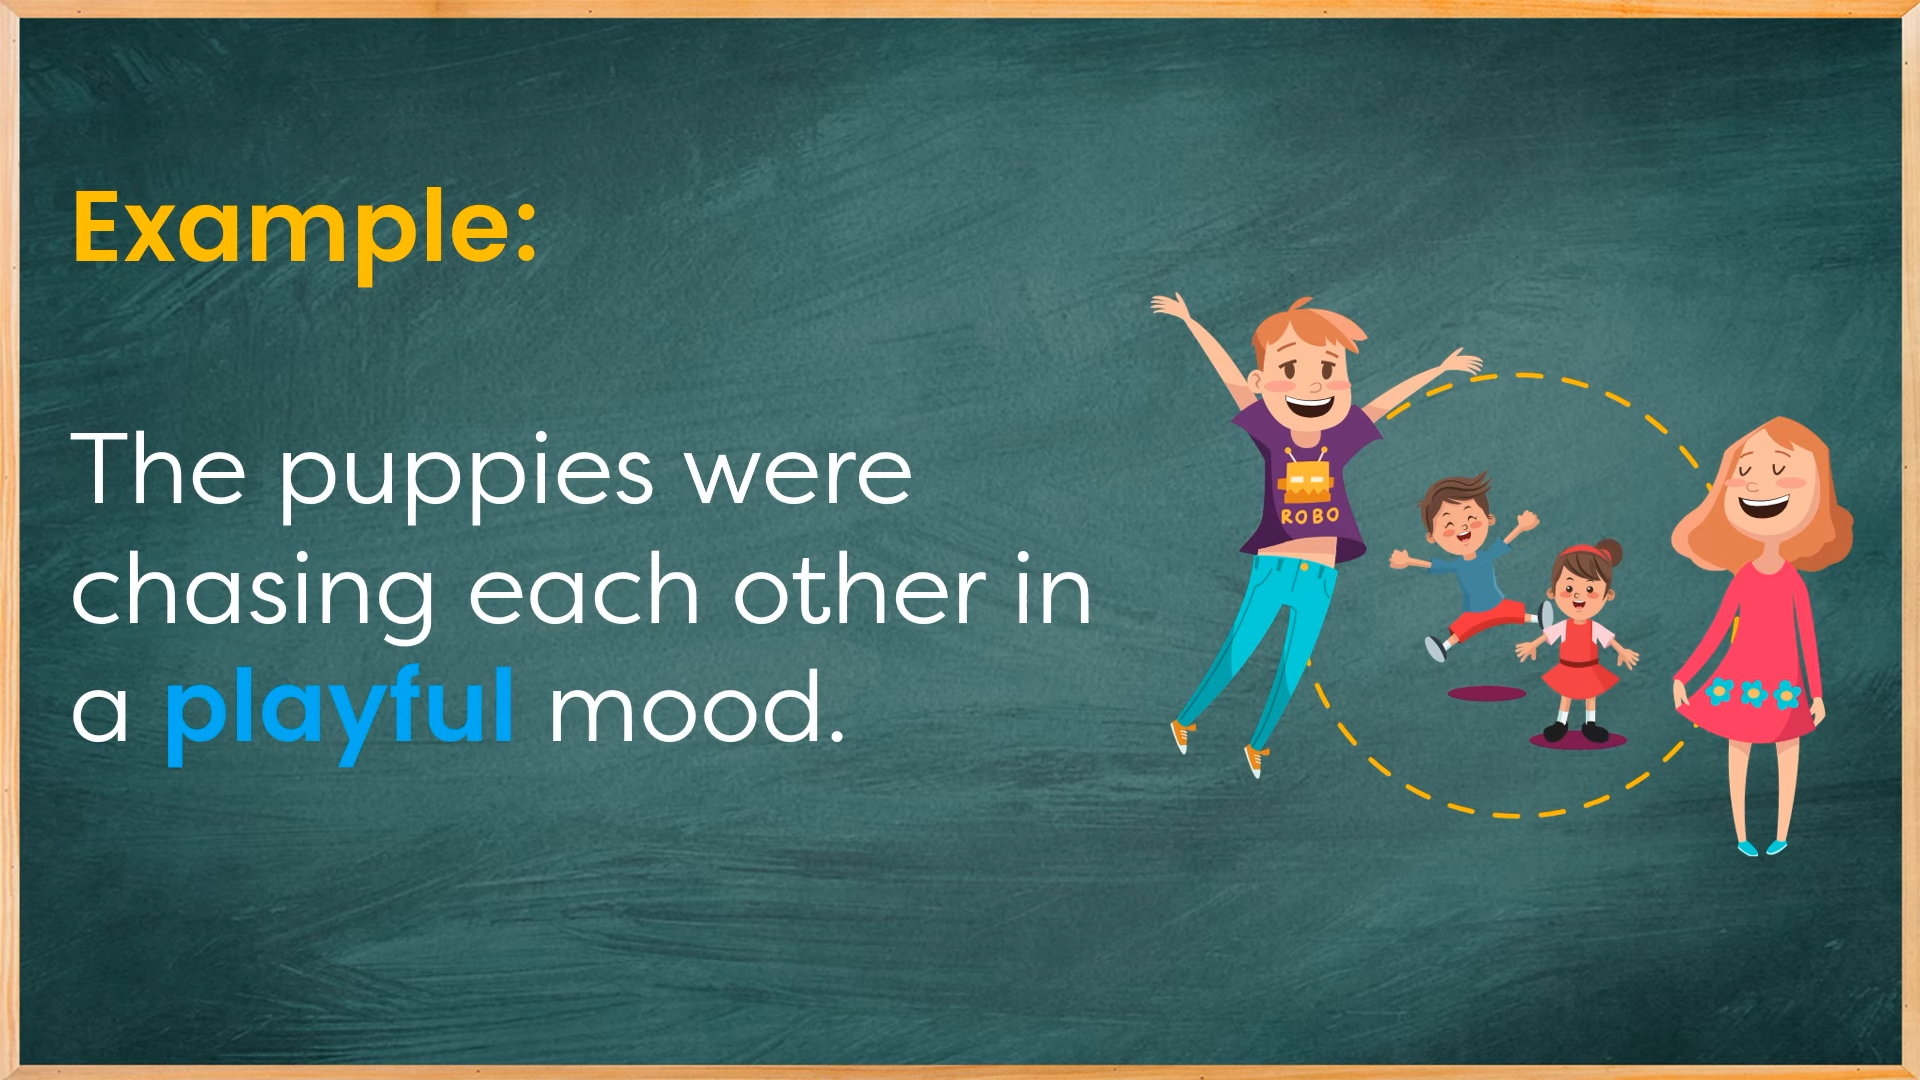 Example:
The puppies were
chasing each other in
a playful mood.
ROBO